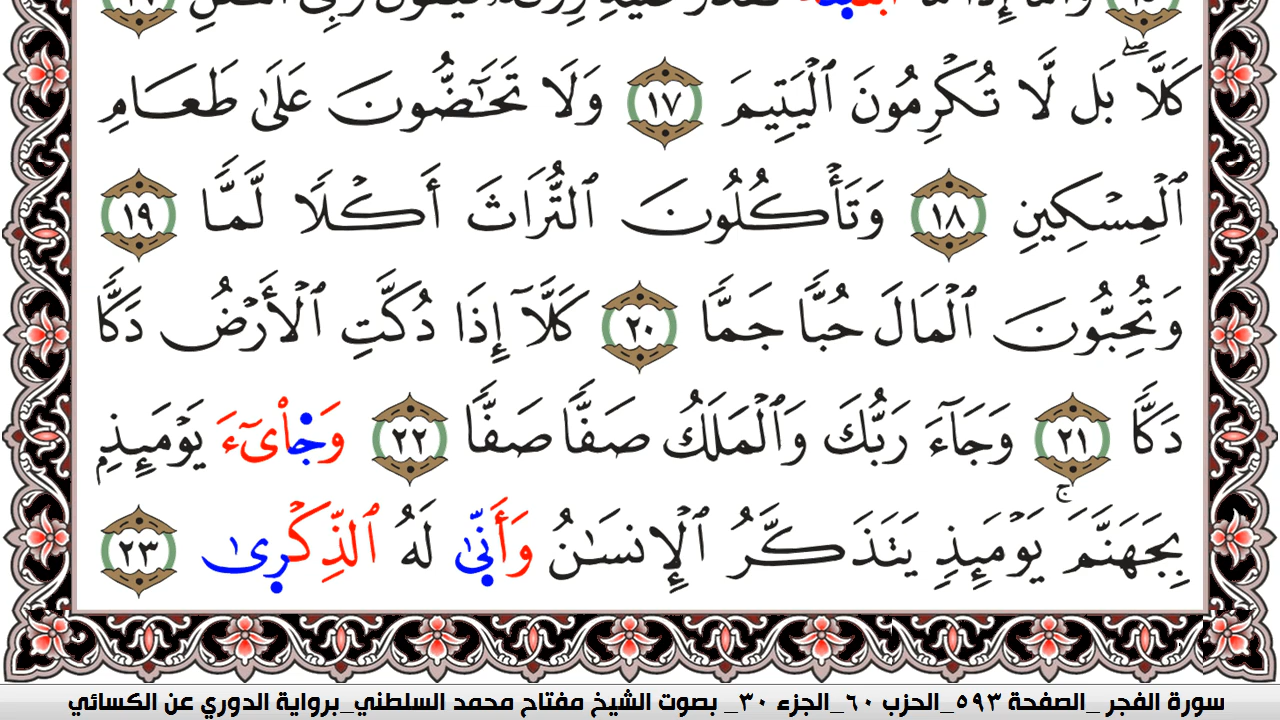 كَلَّاۖ بَل لَّا تُكْرِمُونَ ٱلْيَتِيمَ ١٧ وَلَا تَحَٰٓضُّونَ عَلَىٰ طَعَامِ
ٱلْمِسْكِينِ ١٨ وَتَأْكُلُونَ ٱلتُّرَاثَ أَكْلًا لَّمًّا ١٩
وَتُحِبُّونَ ٱلْمَالَ حُبًّا جَمًّا ٢٠ كَلَّآ إِذَا دُكَّتِ ٱلْأَرْضُ دَكًّا
دَكًّا ٢١ وَجَآءَ رَبُّكَ وَٱلْمَلَكُ صَفًّا صَفًّا ٢٢ وَجِاْىٓءَ يَوْمَئِذِۭ
بِجَهَنَّمَۚ يَوْمَئِذٍ يَتَذَكَّرُ ٱلْإِنسَٰنُ وَأَنّىٰ لَهُ ٱلذِّكْرىٰ ٢٣
سورة الفجر _الصفحة ٥٩٣_الحزب ٦٠_الجزء ٣٠_ بصوت الشيخ مفتاح محمد السلطني_برواية الدوري عن الكسائي